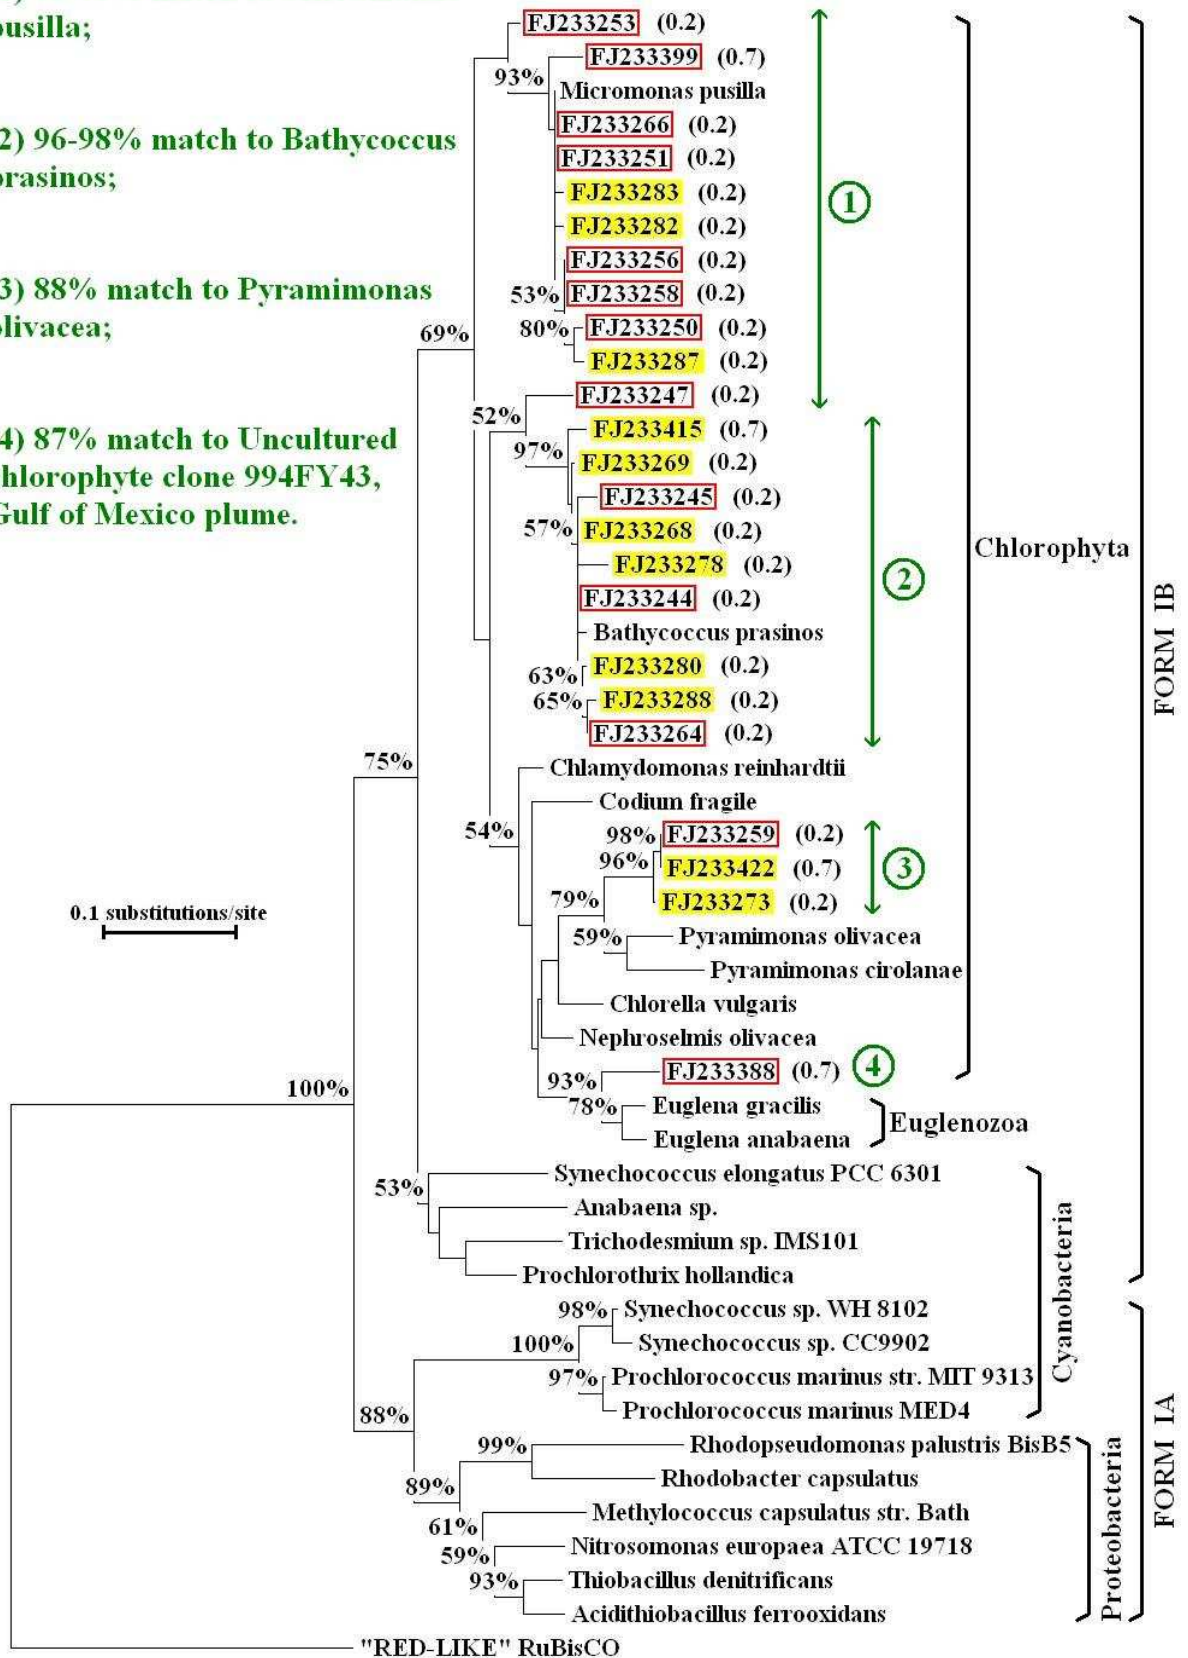 pusilla;
2) 96-98% match to Bathycoccus
prasinos;
3) 88% match to Pyramimonas
olivacea;
4) 87% match to Uncultured
chlorophyte clone 994FY43,
Gulf of Mexico plume.
FJ233253 (0.2)
FJ233399 (0.7)
93%
Micromonas pusilla
FJ233266 (0.2)
FJ233251 (0.2)
FJ233283 (0.2)
1
FJ233282 (0.2)
FJ233256 (0.2)
53% FJ233258 (0.2)
80% FJ233250 (0.2)
69%
FJ233287 (0.2)
FJ233247 (0.2)
52%
FJ233415 (0.7)
97%
FJ233269 (0.2)
FJ233245 (0.2)
57% FJ233268 (0.2)
Chlorophyta
FJ233278 (0.2)
2
FJ233244 (0.2)
Bathycoccus prasinos
FJ233280 (0.2)
63%
65% FJ233288 (0.2)
FJ233264 (0.2)
FORM IB
75%
Chlamydomonas reinhardtii
Codium fragile
54%
98% FJ233259 (0.2)
96% FJ233422 (0.7)
3
79% FJ233273 (0.2)
0.1 substitutions/site
59% Pyramimonas olivacea
Pyramimonas cirolanae
Chlorella vulgaris
Nephroselmis olivacea
FJ233388 (0.7) 4
93%
100%
78% Euglena gracilis
Euglenozoa
Euglena anabaena
Synechococcus elongatus PCC 6301
53%
Anabaena sp.
Trichodesmium sp. IMS101
Prochlorothrix hollandica
Cyanobacteria
98% Synechococcus sp. WH 8102
100% Synechococcus sp. CC9902
97% Prochlorococcus marinus str. MIT 9313
Prochlorococcus marinus MED4
88%
99% Rhodopseudomonas palustris BisB5
Rhodobacter capsulatus
89%
Methylococcus capsulatus str. Bath
61%
Nitrosomonas europaea ATCC 19718
59%
93% Thiobacillus denitrificans
Acidithiobacillus ferrooxidans
Proteobacteria
FORM IA
"RED-LIKE" RuBisCO